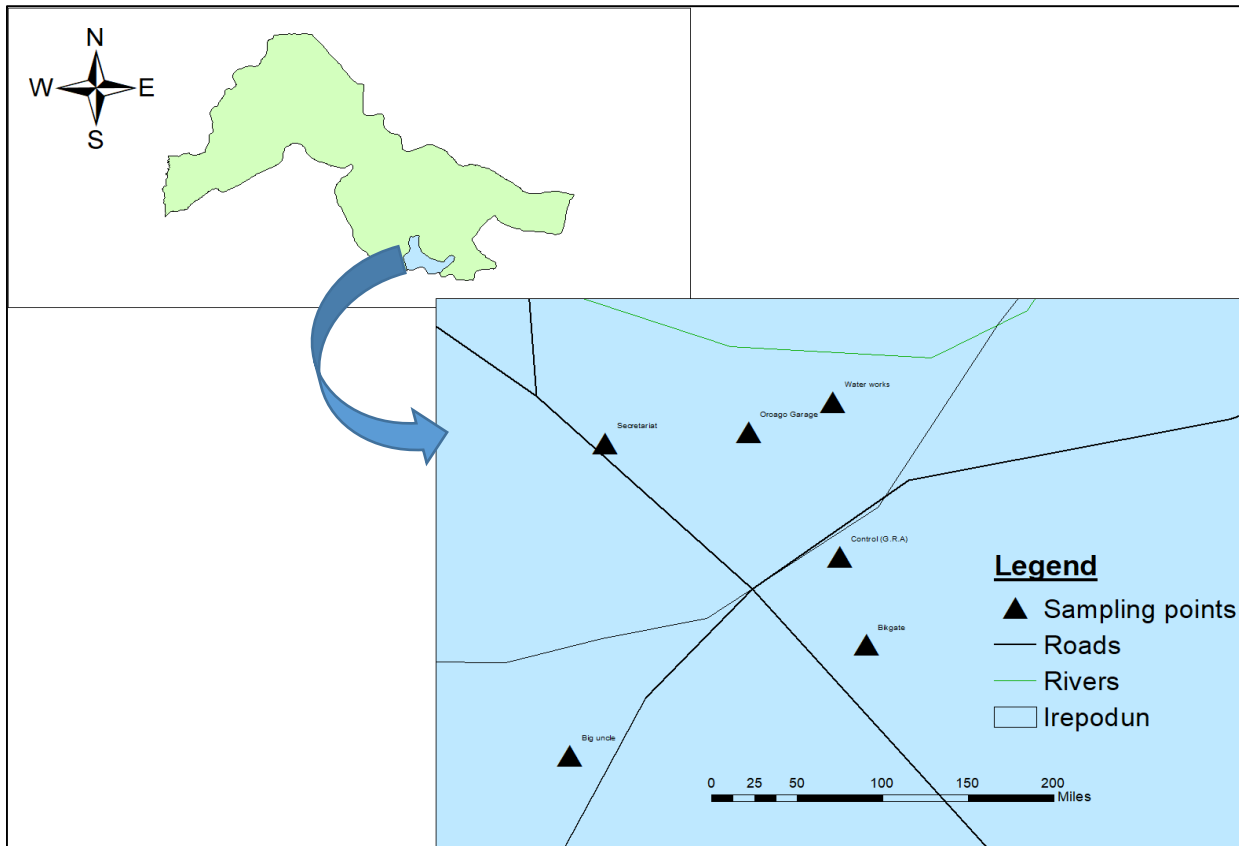 N
W E
S
Water works
Oroago Garage
Secretariat
Control (G.R.A)
Bikgate
Big uncle
Legend
Sampling points
Roads
Rivers
Irepodun
0 25 50 100 150 200
Miles